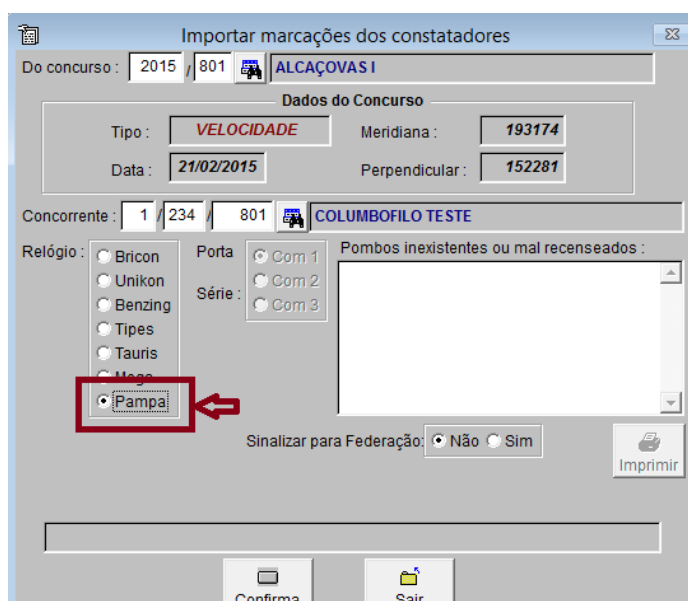 Importar marcações dos constatadores
Do concurso : 2015 / 801 ALCAÇOVAS I
Dados do Concurso
Tipo : VELOCIDADE Meridiana : 193174
Data : 21/02/2015 Perpendicular : 152281
Concorrente : 1 / 234 / 801 COLUMBOFILO TESTE
Relógio : Bricon Porta Com 1 Pombos inexistentes ou mal recenseados :
Unikon Com 2
Série :
Benzing Com 3
Tipes
Tauris
Pampa
Sinalizar para Federação: Não Sim
Imprimir
Confirma Sair